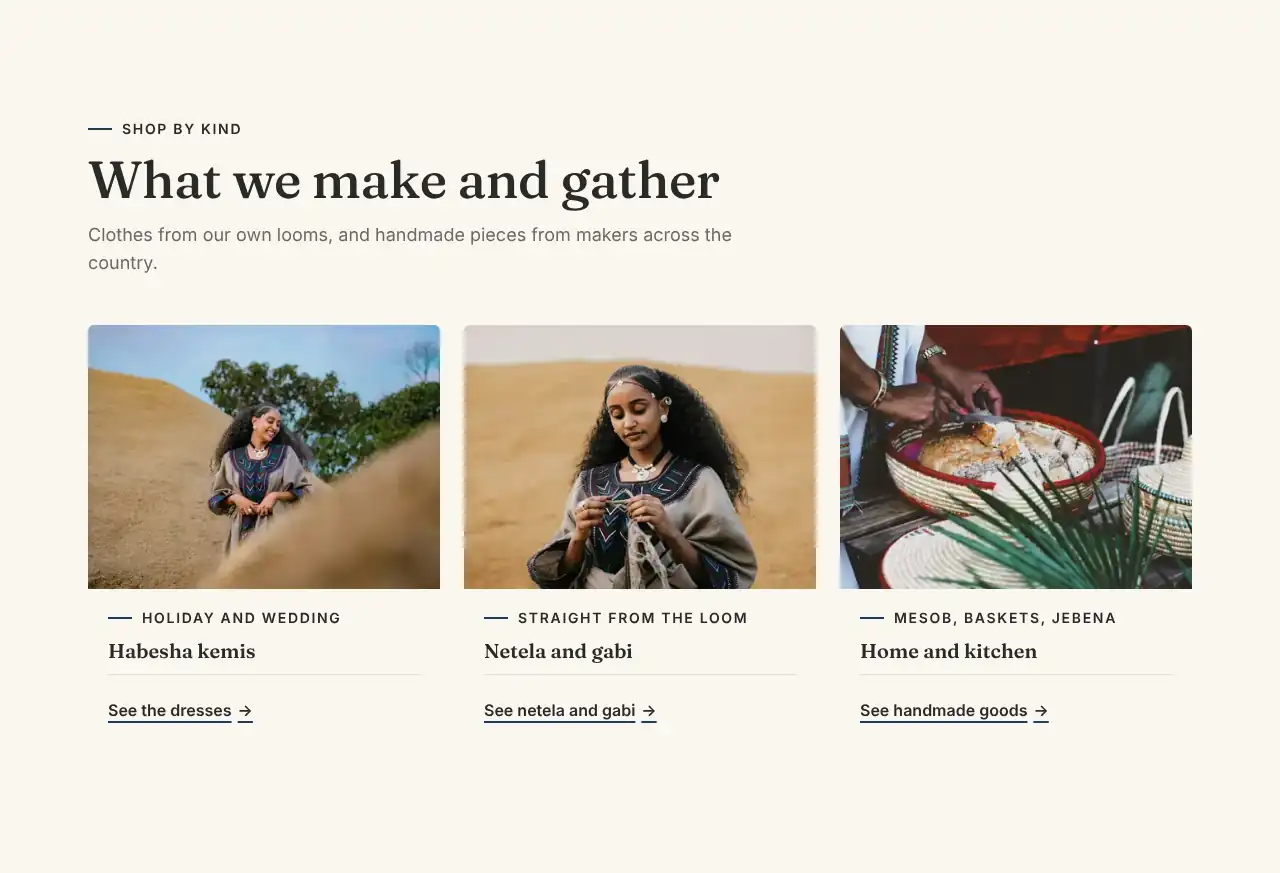 SHOP BY KIND
What we make and gather
Clothes from our own looms, and handmade pieces from makers across the
country.
HOLIDAY AND WEDDING
Habesha kemis
See the dresses →
STRAIGHT FROM THE LOOM
Netela and gabi
See netela and gabi →
MESOB, BASKETS, JEBENA
Home and kitchen
See handmade goods →